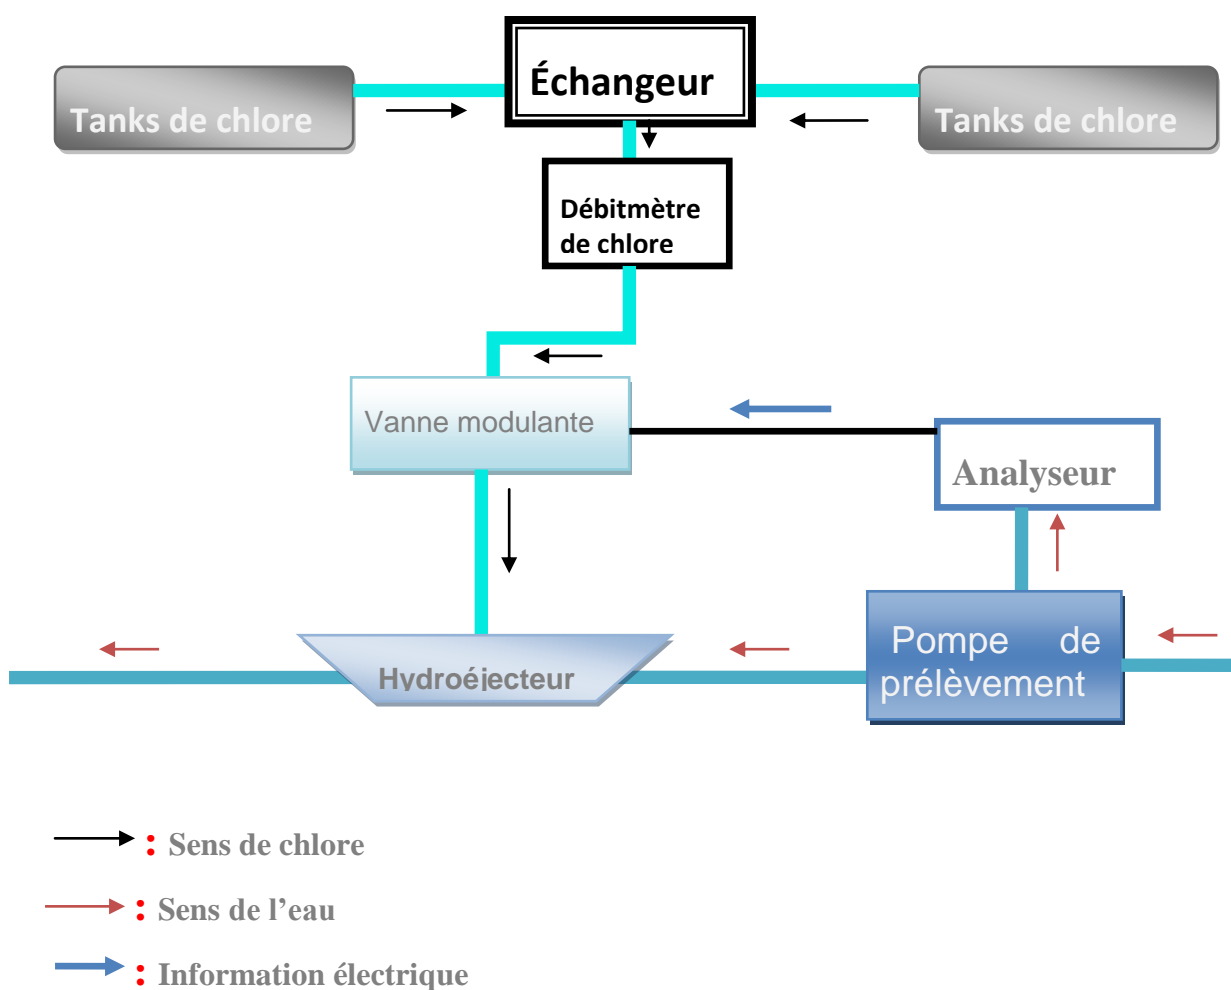 Échangeur
Tanks de chlore
Tanks de chlore
Débitmètre
de chlore
Vanne modulante
Analyseur
Pompe de
prélèvement
Hydroéjecteur
: Sens de chlore
: Sens de l’eau
: Information électrique